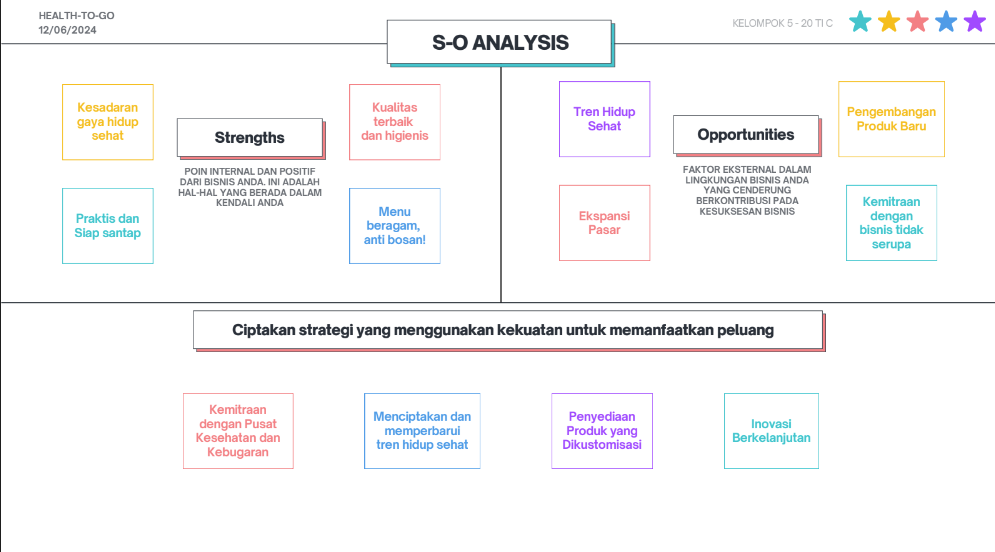 HEALTH-TO-GO
12/06/2024
S-O ANALYSIS
KELOMPOK 5 - 20 TI C
Kesadaran
gaya hidup
sehat
Strengths
POIN INTERNAL DAN POSITIF
DARI BISNIS ANDA. INI ADALAH
HAL-HAL YANG BERADA DALAM
KENDALI ANDA
Kualitas
terbaik
dan higienis
Praktis dan
Siap santap
Menu
beragam,
anti bosan!
Tren Hidup
Sehat
Opportunities
FAKTOR EKSTERNAL DALAM
LINGKUNGAN BISNIS ANDA
YANG CENDERUNG
BERKONTRIBUSI PADA
KESUKSESAN BISNIS
Pengembangan
Produk Baru
Ekspansi
Pasar
Kemitraan
dengan
bisnis tidak
serupa
Ciptakan strategi yang menggunakan kekuatan untuk memanfaatkan peluang
Kemitraan
dengan Pusat
Kesehatan dan
Kebugaran
Menciptakan dan
memperbarui
tren hidup sehat
Penyediaan
Produk yang
Dikustomisasi
Inovasi
Berkelanjutan